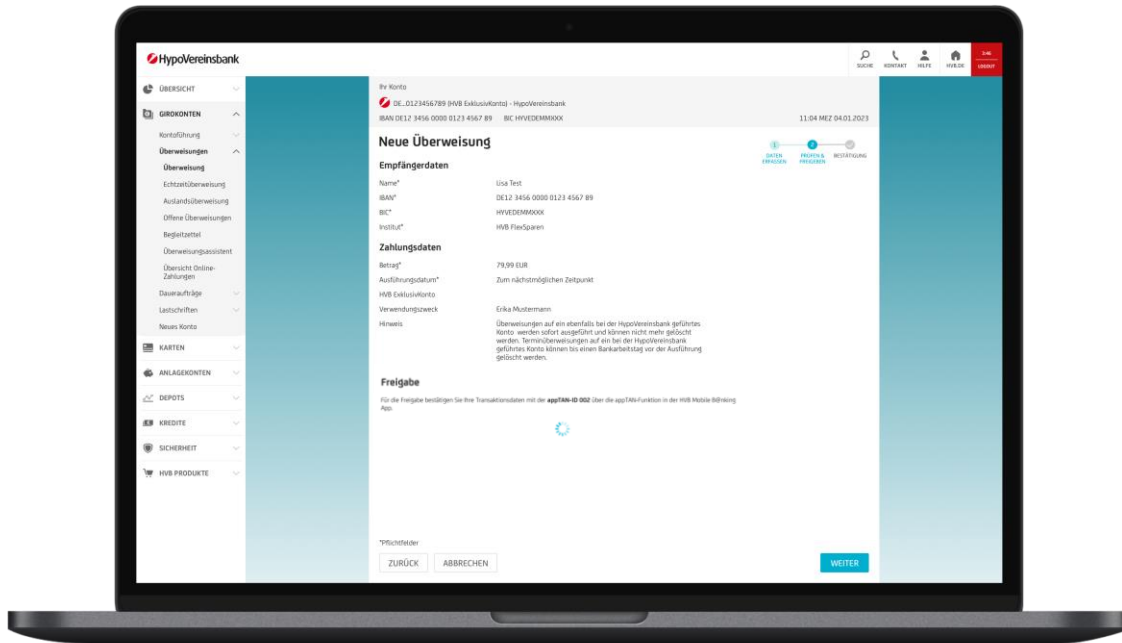 HypoVereinsbank
SUCHE
KONTAKT
HILFE
HVB.DE
3:46
LOGOUT
ÜBERSICHT
GIROKONTEN
Kontoführung
Überweisungen
Überweisung
Echtzeitüberweisung
Auslandsüberweisung
Offene Überweisungen
Begleitzettel
Überweisungsassistent
Übersicht Online-
Zahlungen
Daueraufträge
Lastschriften
Neues Konto
KARTEN
ANLAGEKONTEN
DEPOTS
KREDITE
SICHERHEIT
HVB PRODUKTE
Ihr Konto
DE...0123456789 (HVB ExklusivKonto) - HypoVereinsbank
IBAN DE12 3456 0000 0123 4567 89 BIC HYVEDEMMXXX
11:04 MEZ 04.01.2023
Neue Überweisung
1 2
DATEN ERFASSEN
PRÜFEN & FREIGEBEN
BESTÄTIGUNG
Empfängerdaten
Name* Lisa Test
IBAN* DE12 3456 0000 0123 4567 89
BIC* HYVEDEMMXXX
Institut* HVB FlexSparen
Zahlungsdaten
Betrag* 79,99 EUR
Ausführungsdatum* Zum nächstmöglichen Zeitpunkt
HVB ExklusivKonto
Verwendungszweck Erika Mustermann
Hinweis Überweisungen auf ein ebenfalls bei der HypoVereinsbank geführtes
Konto werden sofort ausgeführt und können nicht mehr gelöscht
werden. Terminüberweisungen auf ein bei der HypoVereinsbank
geführtes Konto können bis einen Bankarbeitstag vor der Ausführung
gelöscht werden.
Freigabe
Für die Freigabe bestätigen Sie Ihre Transaktionsdaten mit der appTAN-ID 002 über die appTAN-Funktion in der HVB Mobile B@nking
App.
*Pflichtfelder
ZURÜCK
ABBRECHEN
WEITER